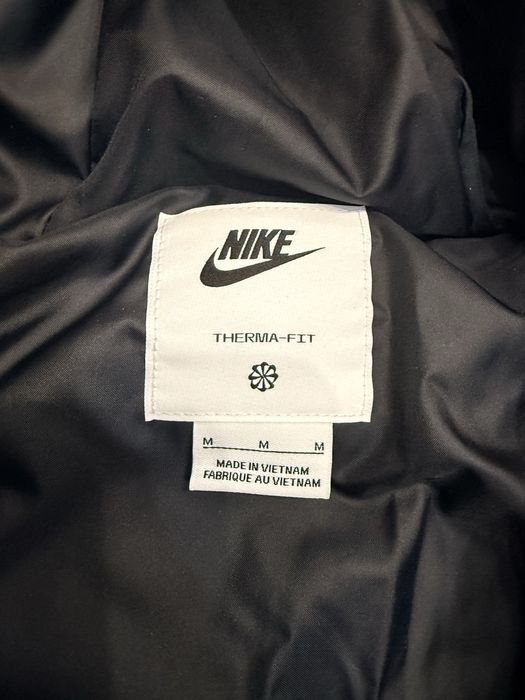 NIKE
THERMA-FIT
M M M
MADE IN VIETNAM
FABRIQUE AU VIETNAM